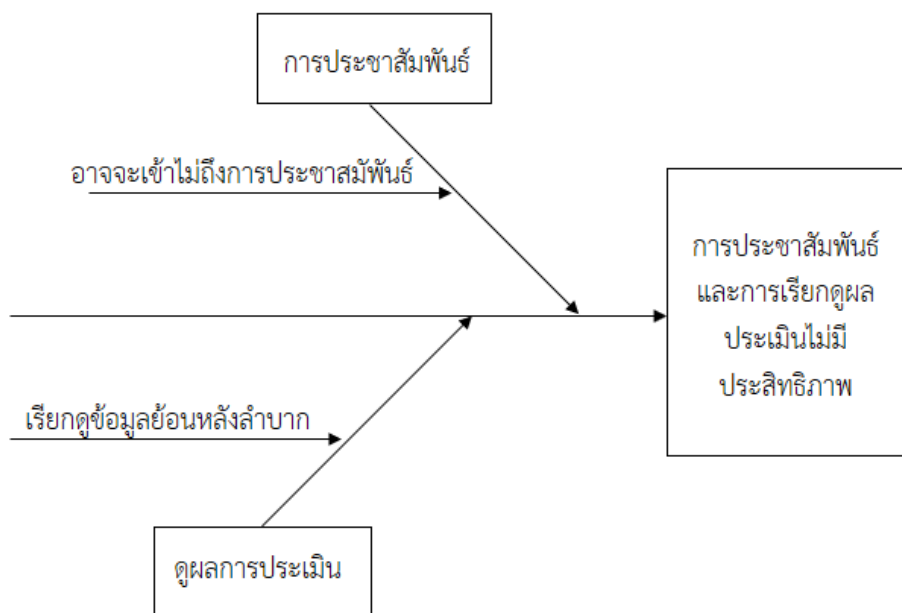 การประชาสัมพันธ์
อาจจะเข้าไม่ถึงการประชาสมัพันธ์
การประชาสัมพันธ์
และการเรียกดูผล
ประเมินไม่มี
ประสิทธิภาพ
เรียกดูข้อมูลย้อนหลังลำบาก
ดูผลการประเมิน